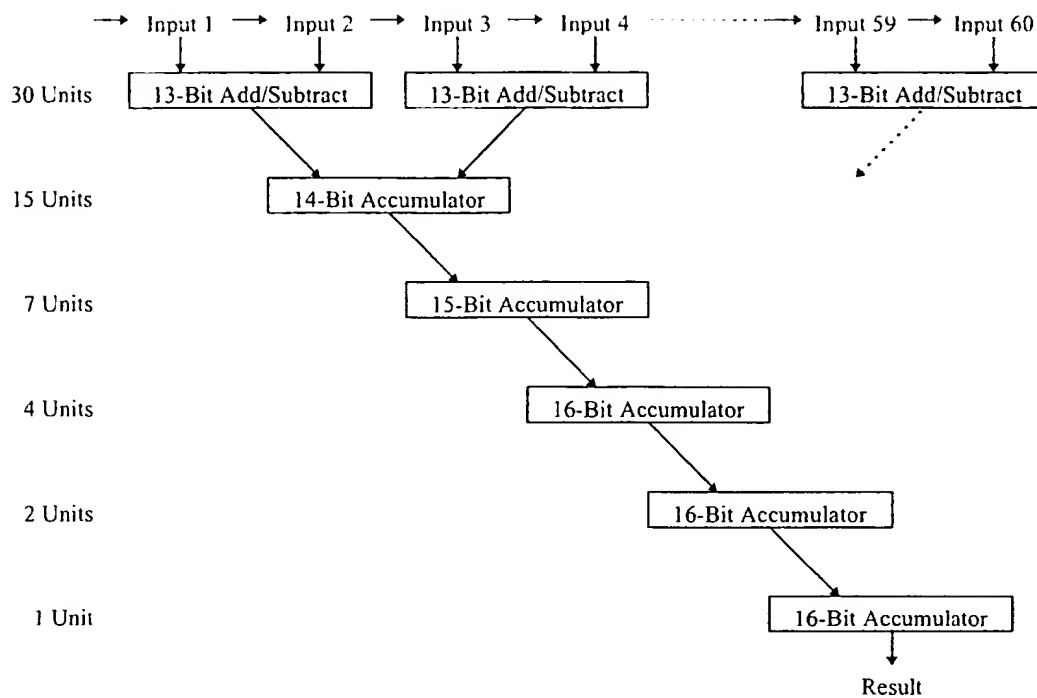 Input 1 Input 2 Input 3 Input 4 Input 59 Input 60
30 Units 13-Bit Add/Subtract 13-Bit Add/Subtract 13-Bit Add/Subtract
15 Units 14-Bit Accumulator
7 Units 15-Bit Accumulator
4 Units 16-Bit Accumulator
2 Units 16-Bit Accumulator
1 Unit 16-Bit Accumulator
Result